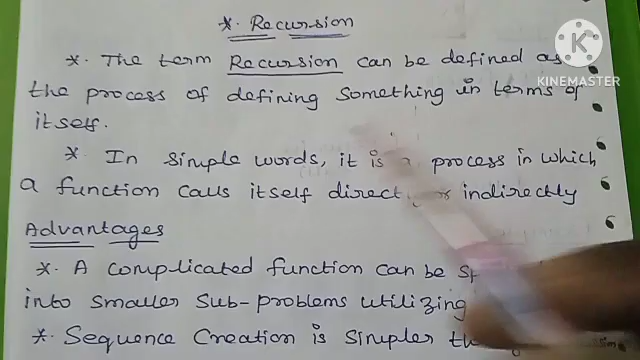 *. Recursion
*. The term Recursion can be defined as
the process of defining something in terms of
itself.
*. In simple words, it is a process in which
a function calls itself or indirectly
Advantages
*. A complicated function can be
into smaller sub-problems utilizing
*. Sequence Creation is simpler
K
KINEMASTER